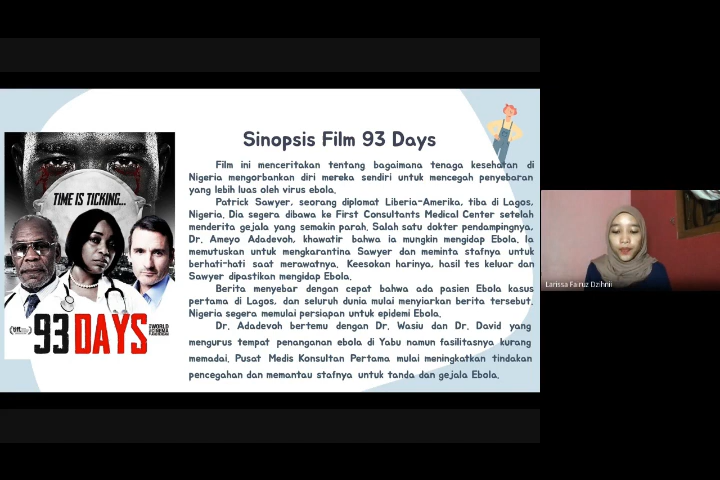 Sinopsis Film 93 Days
Film ini menceritakan tentang bagaimana tenaga kesehatan di
Nigeria mengorbankan diri mereka sendiri untuk mencegah penyebaran
yang lebih luas oleh virus ebola.
Patrick Sawyer, seorang diplomat Liberia-Amerika, tiba di Lagos,
Nigeria. Dia segera dibawa ke First Consultants Medical Center setelah
menderita gejala yang semakin parah. Salah satu dokter pendampingnya,
Dr. Ameyo Adadevoh, khawatir bahwa ia mungkin mengidap Ebola. Ia
memutuskan untuk mengkarantina Sawyer dan meminta stafnya untuk
berhati-hati saat merawatnya. Keesokan harinya, hasil tes keluar dan
Sawyer dipastikan mengidap Ebola.
Berita menyebar dengan cepat bahwa ada pasien Ebola kasus
pertama di Lagos, dan seluruh dunia mulai menyiarkan berita tersebut.
Nigeria segera memulai persiapan untuk epidemi Ebola.
Dr. Adadevoh bertemu dengan Dr. Wasiu dan Dr. David yang
mengurus tempat penanganan ebola di Yabu namun fasilitasnya kurang
memadai. Pusat Medis Konsultan Pertama mulai meningkatkan tindakan
pencegahan dan memantau stafnya untuk tanda dan gejala Ebola.
TIME IS TICKING...
93 DAYS
Larissa Fairuz Dzihnii